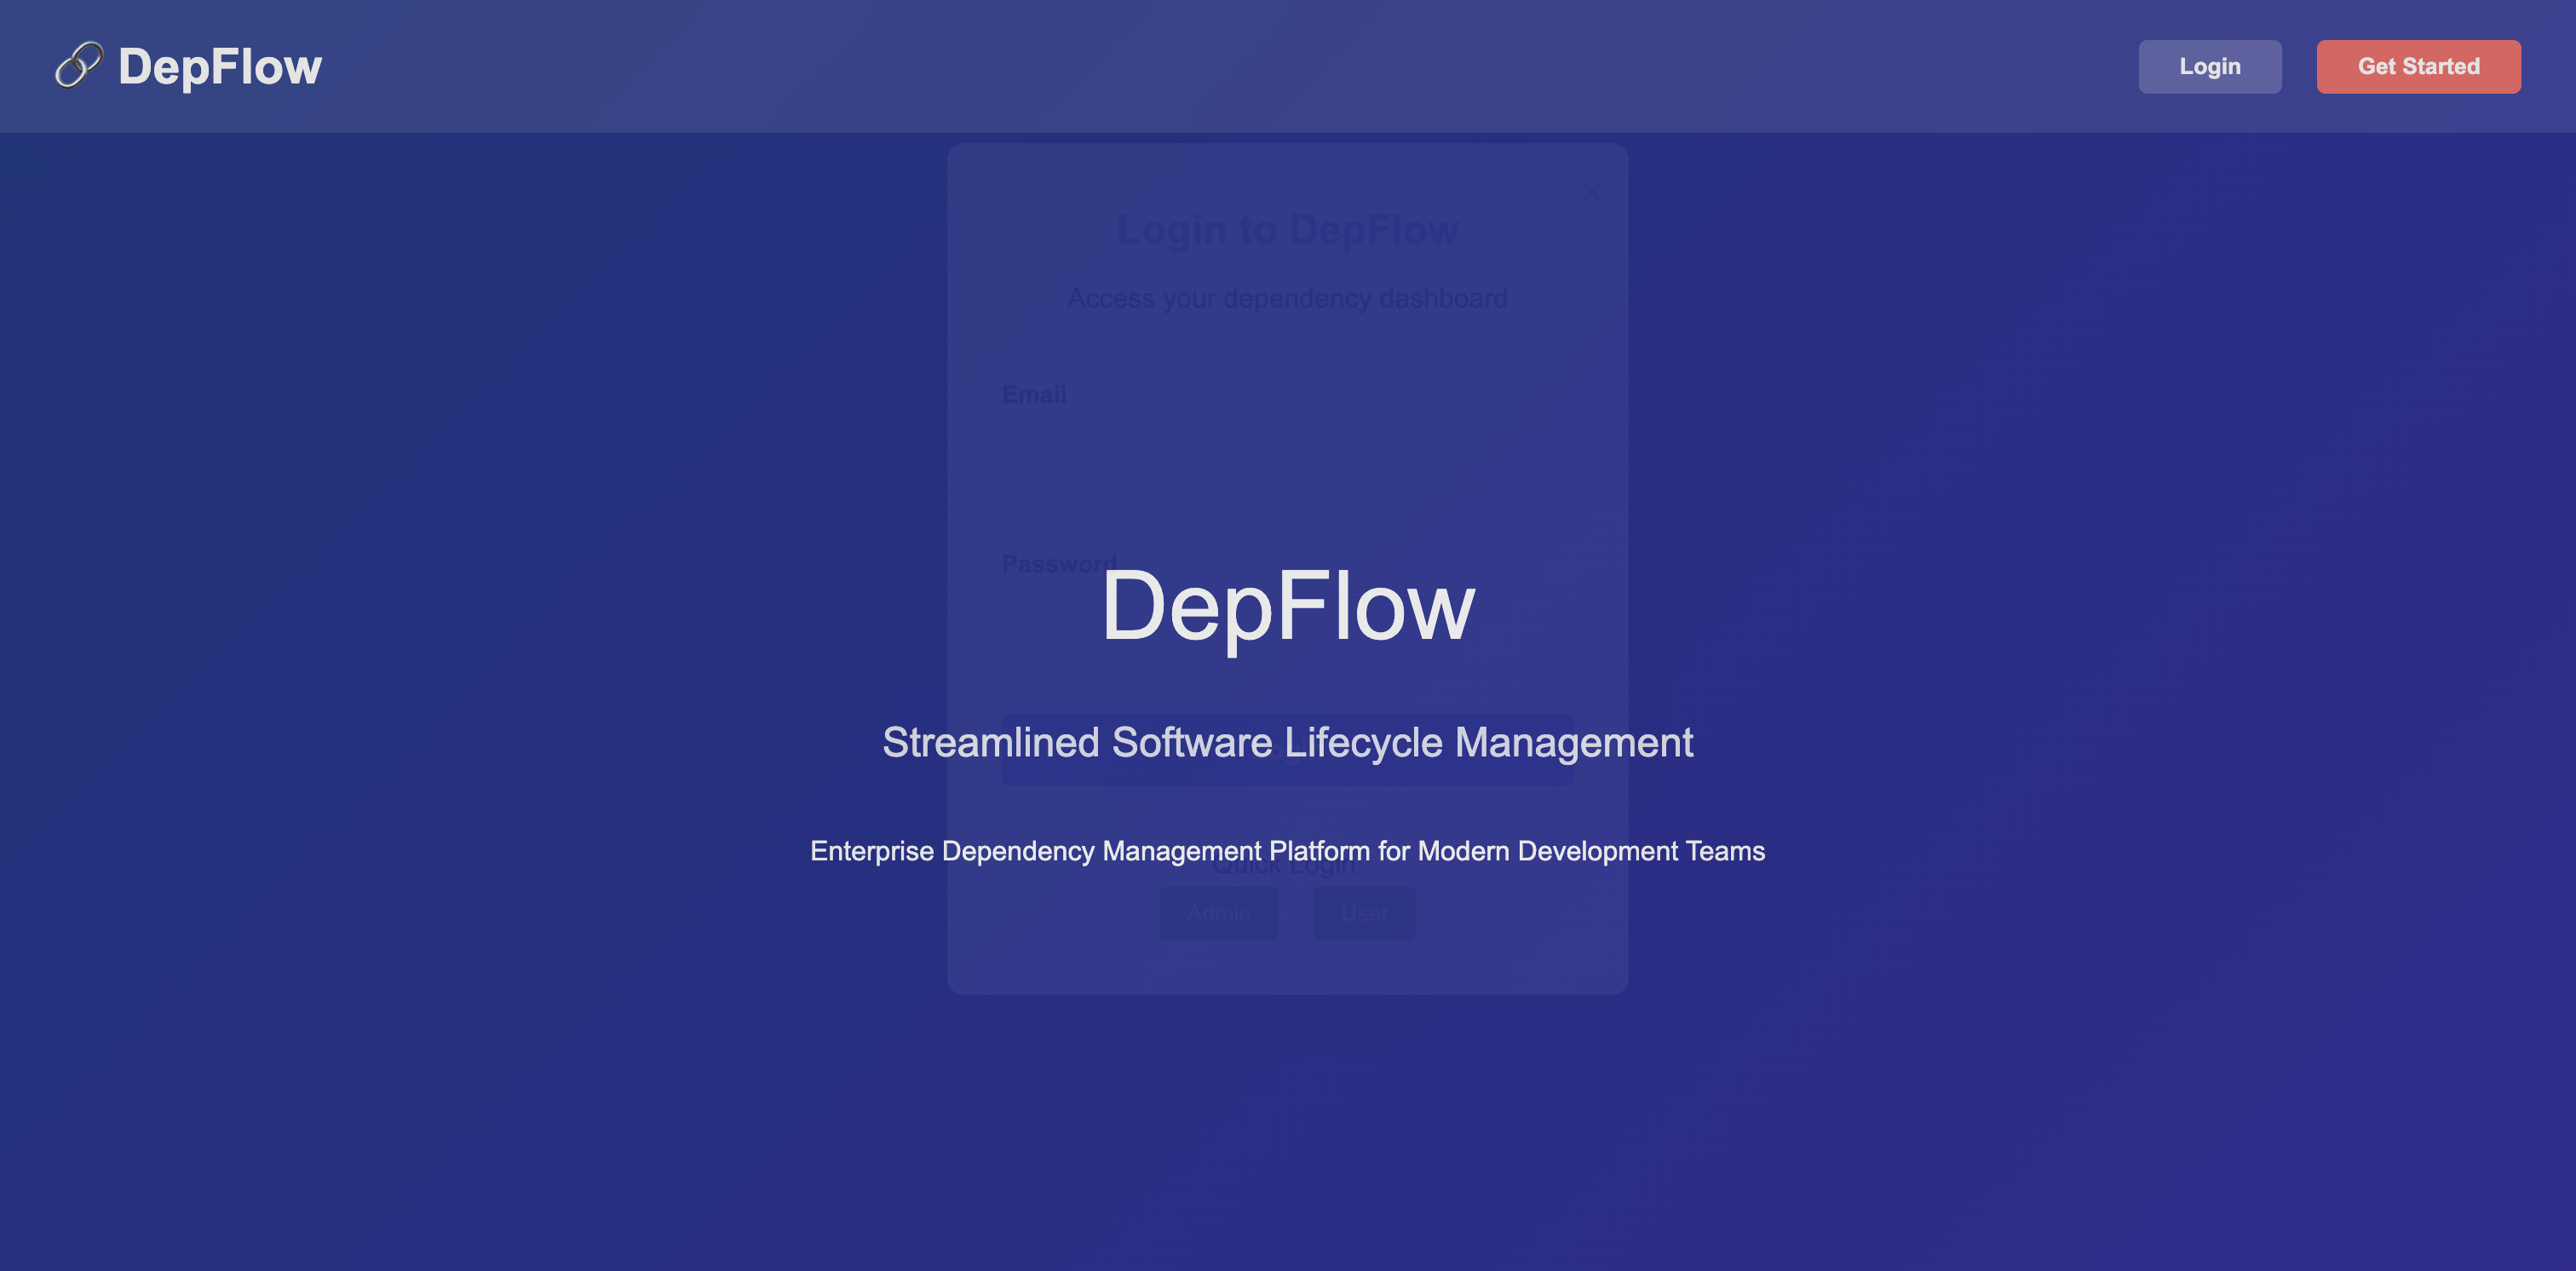 DepFlow
Login
Get Started
×
Login to DepFlow
Access your dependency dashboard
Email
Password
DepFlow
Streamlined Software Lifecycle Management
Enterprise Dependency Management Platform for Modern Development Teams
Quick Login:
Admin
User